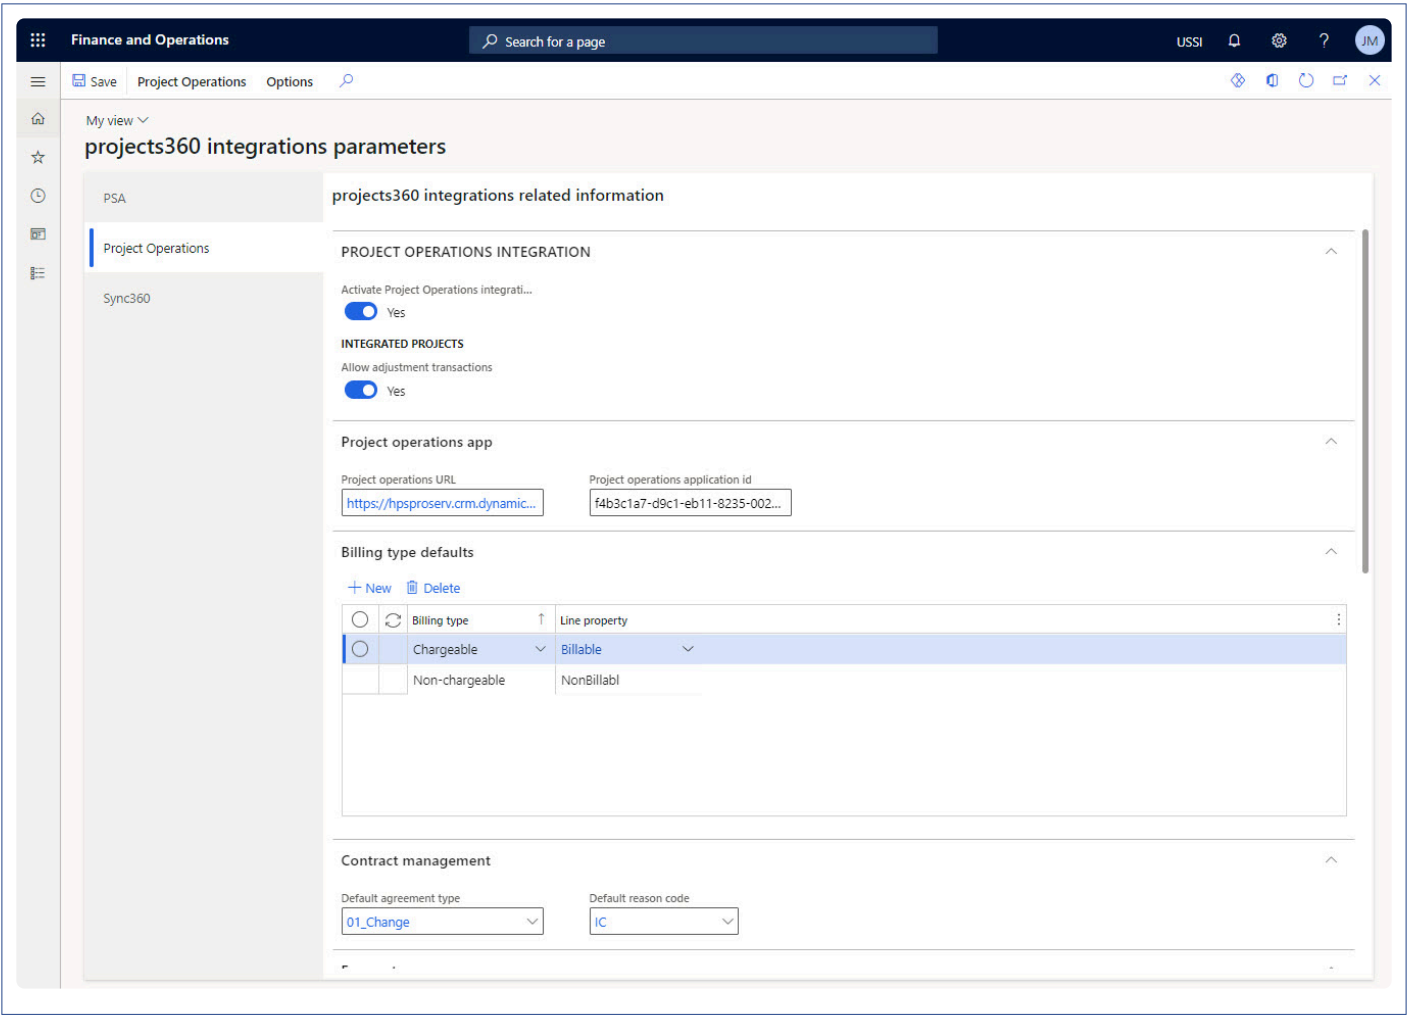 Finance and Operations
Search for a page
USSI
?
JM
Save Project Operations Options
My view
projects360 integrations parameters
PSA
Project Operations
Sync360
projects360 integrations related information
PROJECT OPERATIONS INTEGRATION
Activate Project Operations integrati...
Yes
INTEGRATED PROJECTS
Allow adjustment transactions
Yes
Project operations app
Project operations URL Project operations application id
https://hpsproserv.crm.dynamic... f4b3c1a7-d9c1-eb11-8235-002...
Billing type defaults
New Delete
Billing type Line property
Chargeable Billable
Non-chargeable NonBillabl
Contract management
Default agreement type Default reason code
01_Change IC